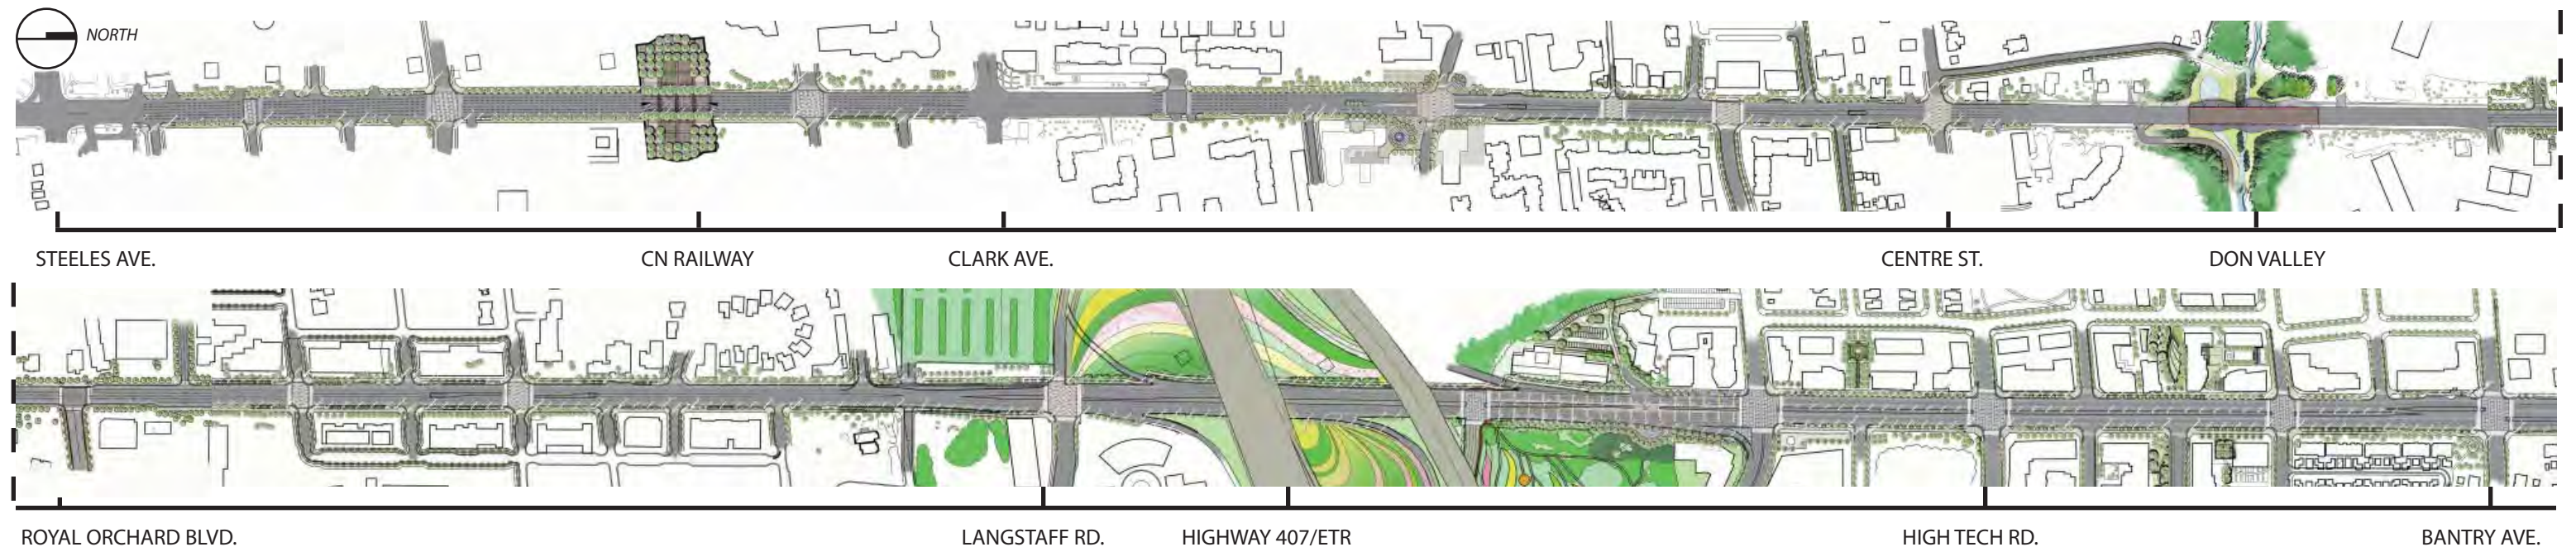 NORTH
STEELES AVE.
CN RAILWAY
CLARK AVE.
CENTRE ST.
DON VALLEY
ROYAL ORCHARD BLVD.
LANGSTAFF RD.
HIGHWAY 407/ETR
HIGH TECH RD.
BANTRY AVE.